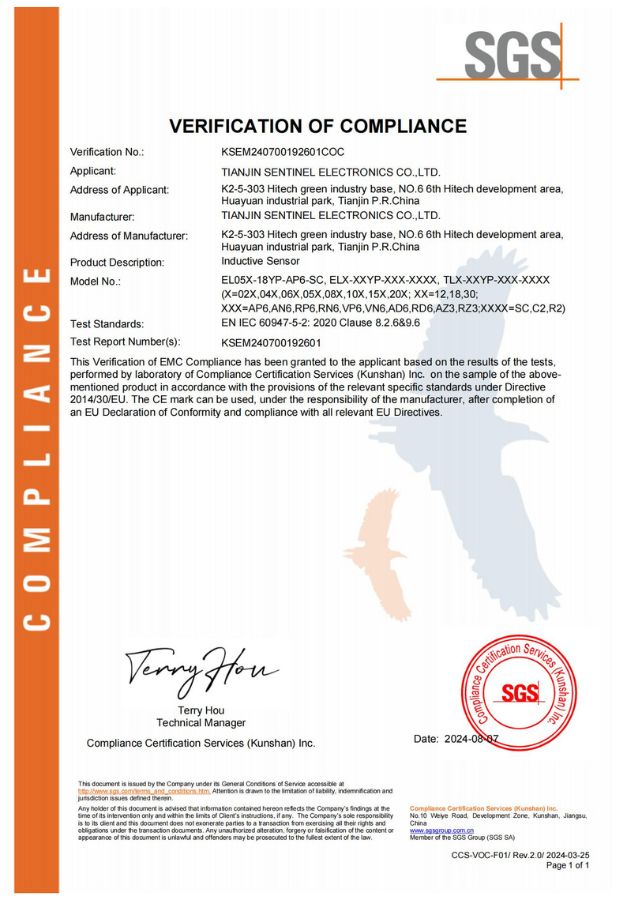 SGS
COMPLIANCE
VERIFICATION OF COMPLIANCE
Verification No.: KSEM240700192601COC
Applicant: TIANJIN SENTINEL ELECTRONICS CO.,LTD.
Address of Applicant: K2-5-303 Hitech green industry base, NO.6 6th Hitech development area,
Huayuan industrial park, Tianjin P.R.China
Manufacturer: TIANJIN SENTINEL ELECTRONICS CO.,LTD.
Address of Manufacturer: K2-5-303 Hitech green industry base, NO.6 6th Hitech development area,
Huayuan industrial park, Tianjin P.R.China
Product Description: Inductive Sensor
Model No.: EL05X-18YP-AP6-SC, ELX-XXYP-XXX-XXXX, TLX-XXYP-XXX-XXXX
(X=02X,04X,06X,05X,08X,10X,15X,20X; XX=12,18,30;
XXX=AP6,AN6,RP6,RN6,VP6,VN6,AD6,RD6,AZ3,RZ3;XXXX=SC,C2,R2)
Test Standards: EN IEC 60947-5-2: 2020 Clause 8.2.6&9.6
Test Report Number(s): KSEM240700192601
This Verification of EMC Compliance has been granted to the applicant based on the results of the tests,
performed by laboratory of Compliance Certification Services (Kunshan) Inc. on the sample of the above-
mentioned product in accordance with the provisions of the relevant specific standards under Directive
2014/30/EU. The CE mark can be used, under the responsibility of the manufacturer, after completion of
an EU Declaration of Conformity and compliance with all relevant EU Directives.
Terry Hou
Terry Hou
Technical Manager
Compliance Certification Services (Kunshan) Inc.
Compliance Certification Services (Kunshan) Inc.
SGS
Date: 2024-08-07
This document is issued by the Company under its General Conditions of Service accessible at
http://www.sgs.com/terms_and_conditions.htm. Attention is drawn to the limitation of liability, indemnification and
jurisdiction issues defined therein.
Any holder of this document is advised that information contained hereon reflects the Company's findings at the
time of its intervention only and within the limits of Client's instructions, if any. The Company's sole responsibility
is to its client and this document does not exonerate parties to a transaction from exercising all their rights and
obligations under the transaction documents. Any unauthorized alteration, forgery or falsification of the content or
appearance of this document is unlawful and offenders may be prosecuted to the fullest extent of the law.
Compliance Certification Services (Kunshan) Inc.
No.10 Weiye Road, Development Zone, Kunshan, Jiangsu,
China
www.sgsgroup.com.cn
Member of the SGS Group (SGS SA)
CCS-VOC-F01/ Rev.2.0/ 2024-03-25
Page 1 of 1